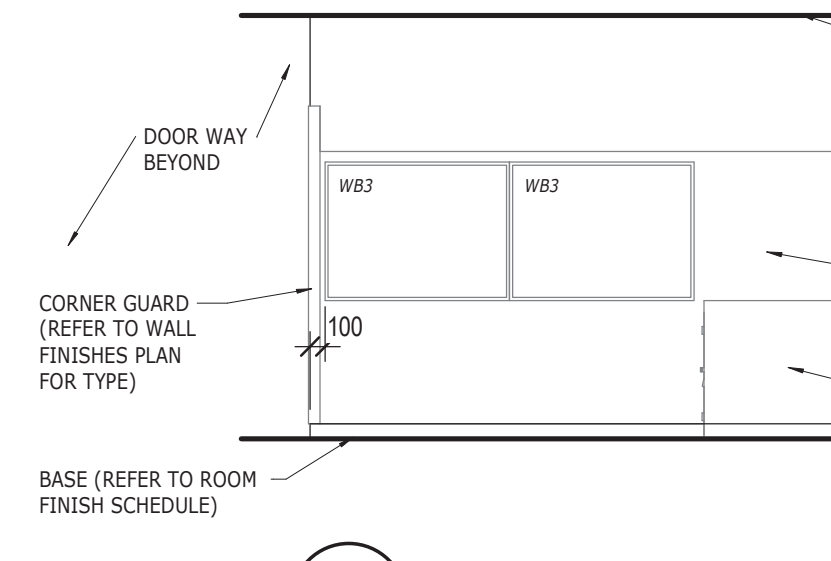 DOOR WAY
BEYOND
WB3
WB3
CORNER GUARD
(REFER TO WALL
FINISHES PLAN
FOR TYPE)
100
BASE (REFER TO ROOM
FINISH SCHEDULE)